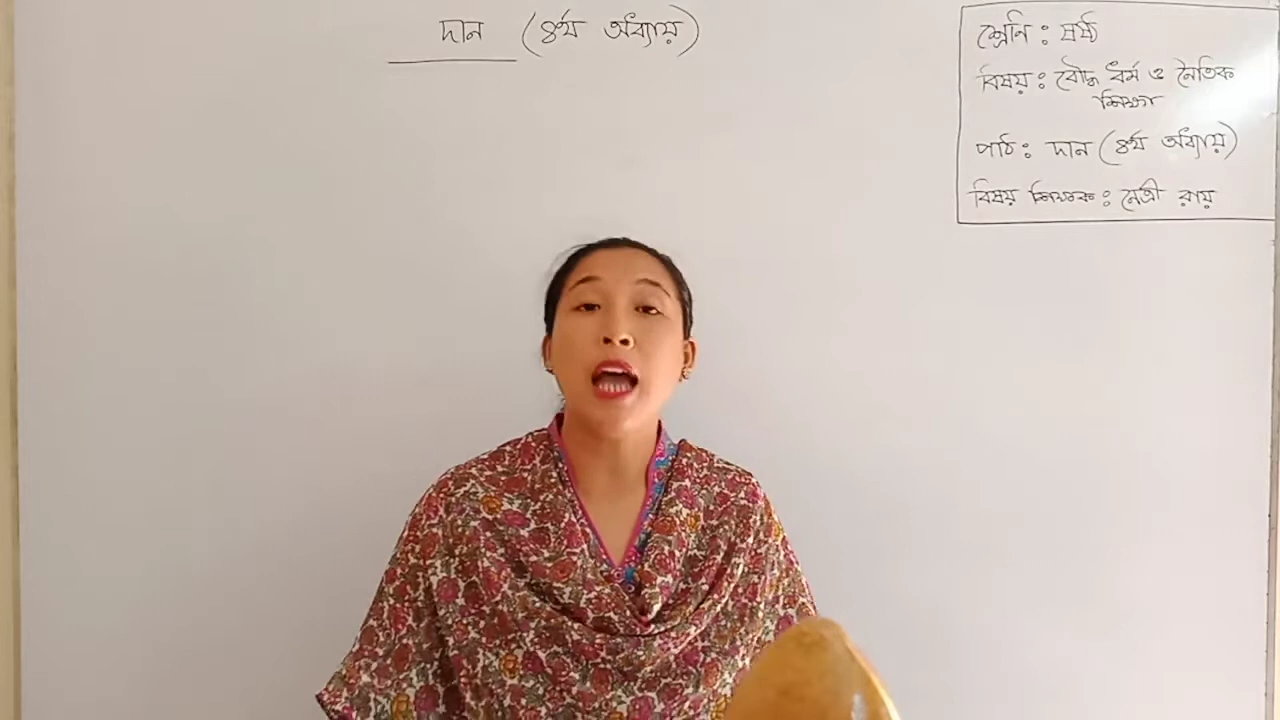 দান (৪র্থ অধ্যায়)
শ্রেনি : ষষ্ঠ
বিষয় : বৌদ্ধ ধর্ম ও নৈতিক
শিক্ষা
পাঠ : দান (৪র্থ অধ্যায়)
বিষয় শিক্ষক : নেত্রী রায়